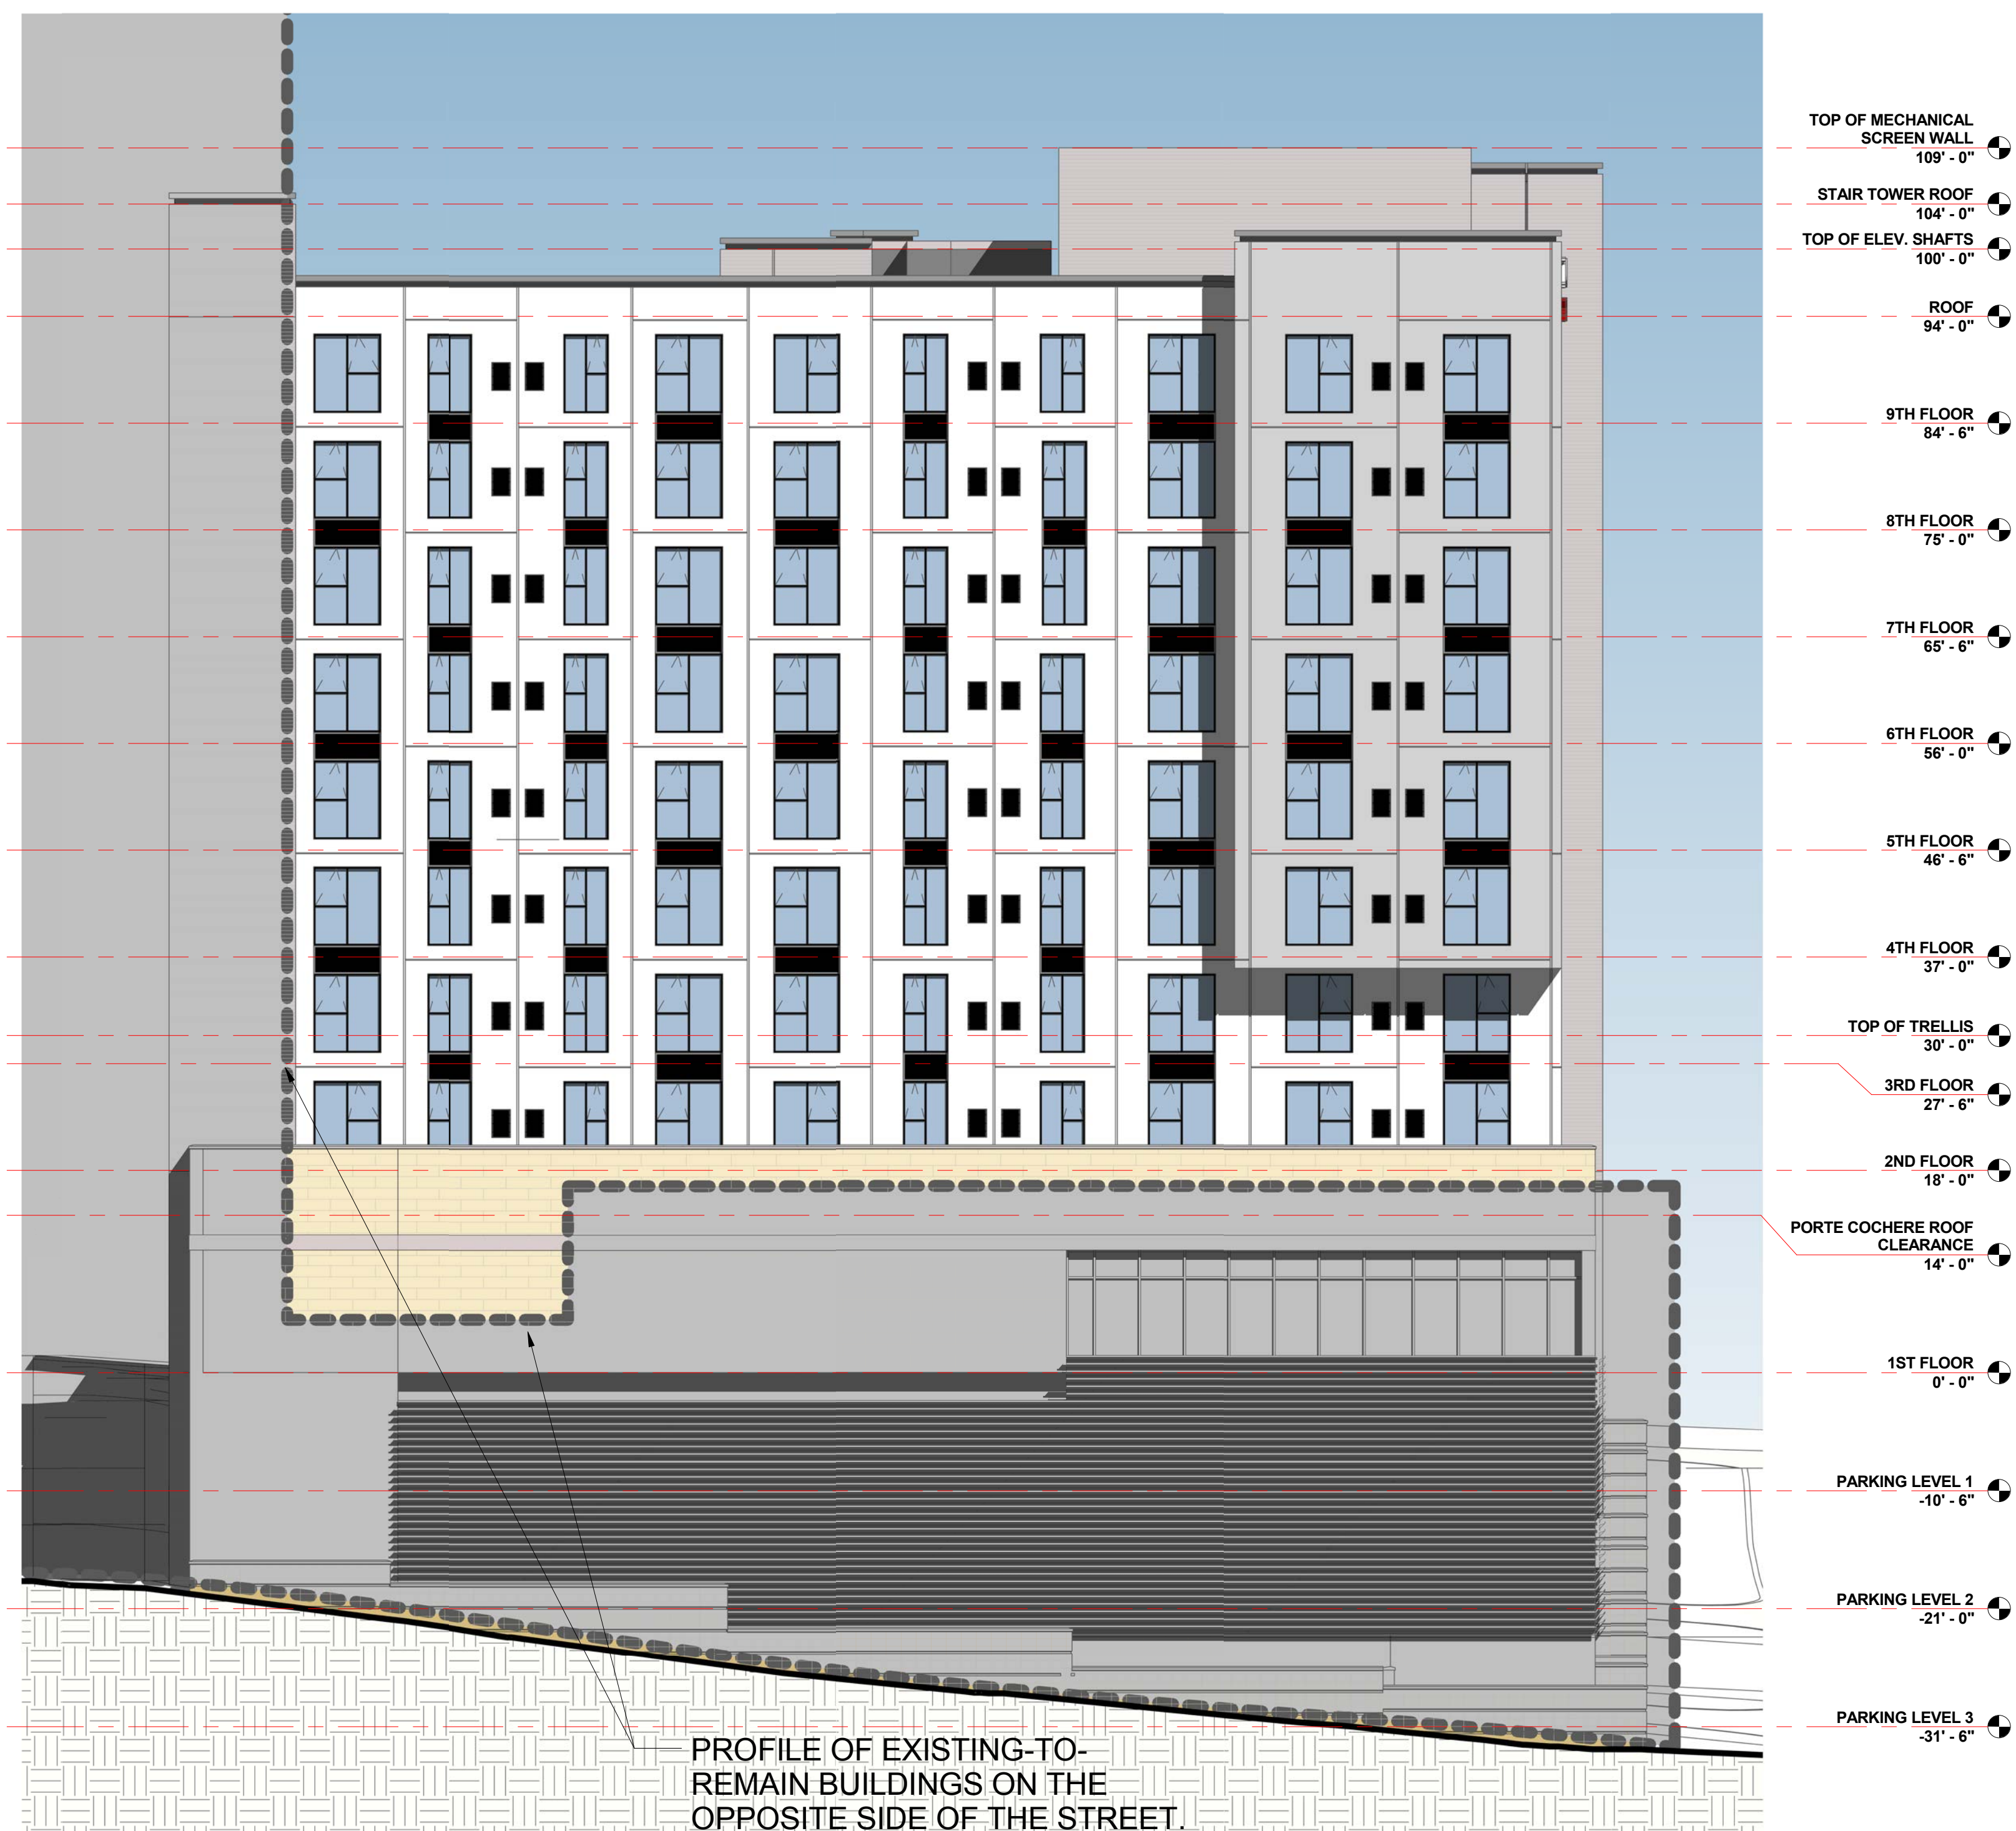 TOP OF MECHANICAL
SCREEN WALL
109' - 0"
STAIR TOWER ROOF
104' - 0"
TOP OF ELEV. SHAFTS
100' - 0"
ROOF
94' - 0"
9TH FLOOR
84' - 6"
8TH FLOOR
75' - 0"
7TH FLOOR
65' - 6"
6TH FLOOR
56' - 0"
5TH FLOOR
46' - 6"
4TH FLOOR
37' - 0"
TOP OF TRELLIS
30' - 0"
3RD FLOOR
27' - 6"
2ND FLOOR
18' - 0"
PORTE COCHERE ROOF
CLEARANCE
14' - 0"
1ST FLOOR
0' - 0"
PARKING LEVEL 1
-10' - 6"
PARKING LEVEL 2
-21' - 0"
PARKING LEVEL 3
-31' - 6"
PROFILE OF EXISTING-TO-
REMAIN BUILDINGS ON THE
OPPOSITE SIDE OF THE STREET.